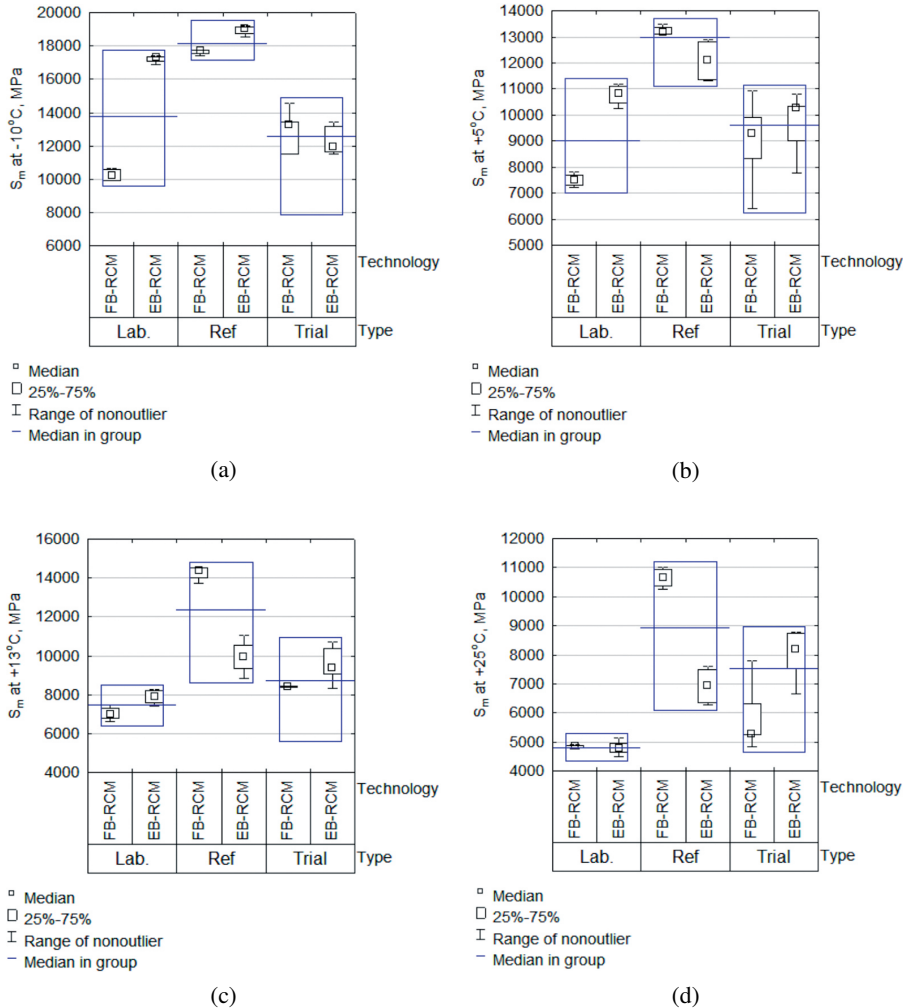 20000
18000
16000
14000
12000
10000
8000
6000
Sm at -10°C, MPa
FB-RCM EB-RCM FB-RCM EB-RCM FB-RCM EB-RCM
Technology
Lab. Ref Trial Type
Median
25%-75%
Range of nonoutlier
Median in group
(a)
14000
13000
12000
11000
10000
9000
8000
7000
6000
5000
Sm at +5°C, MPa
FB-RCM EB-RCM FB-RCM EB-RCM FB-RCM EB-RCM
Technology
Lab. Ref Trial Type
Median
25%-75%
Range of nonoutlier
Median in group
(b)
16000
14000
12000
10000
8000
6000
4000
Sm at +13°C, MPa
FB-RCM EB-RCM FB-RCM EB-RCM FB-RCM EB-RCM
Technology
Lab. Ref Trial Type
Median
25%-75%
Range of nonoutlier
Median in group
(c)
12000
11000
10000
9000
8000
7000
6000
5000
4000
Sm at +25°C, MPa
FB-RCM EB-RCM FB-RCM EB-RCM FB-RCM EB-RCM
Technology
Lab. Ref Trial Type
Median
25%-75%
Range of nonoutlier
Median in group
(d)